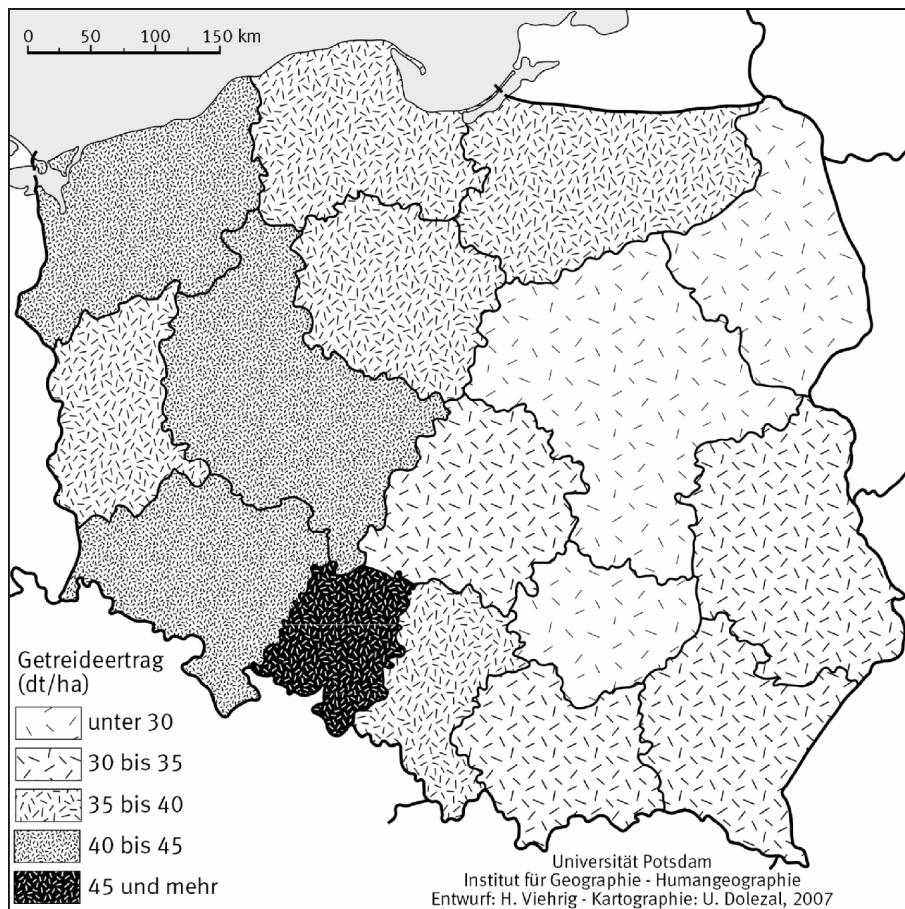 0 50 100 150 km
Getreideertrag
(dt/ha)
unter 30
30 bis 35
35 bis 40
40 bis 45
45 und mehr
Universität Potsdam
Institut für Geographie - Humangeographie
Entwurf: H. Viehrig - Kartographie: U. Dolezal, 2007